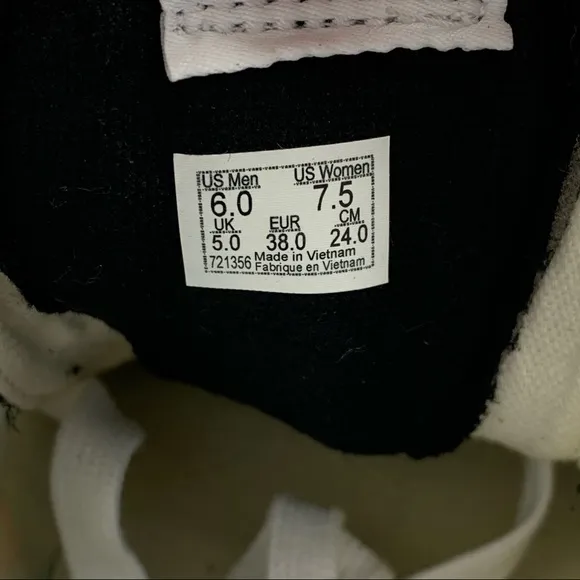 US Men US Women
6.0 7.5
UK EUR CM
5.0 38.0 24.0
721356 Made in Vietnam
Fabrique en Vietnam